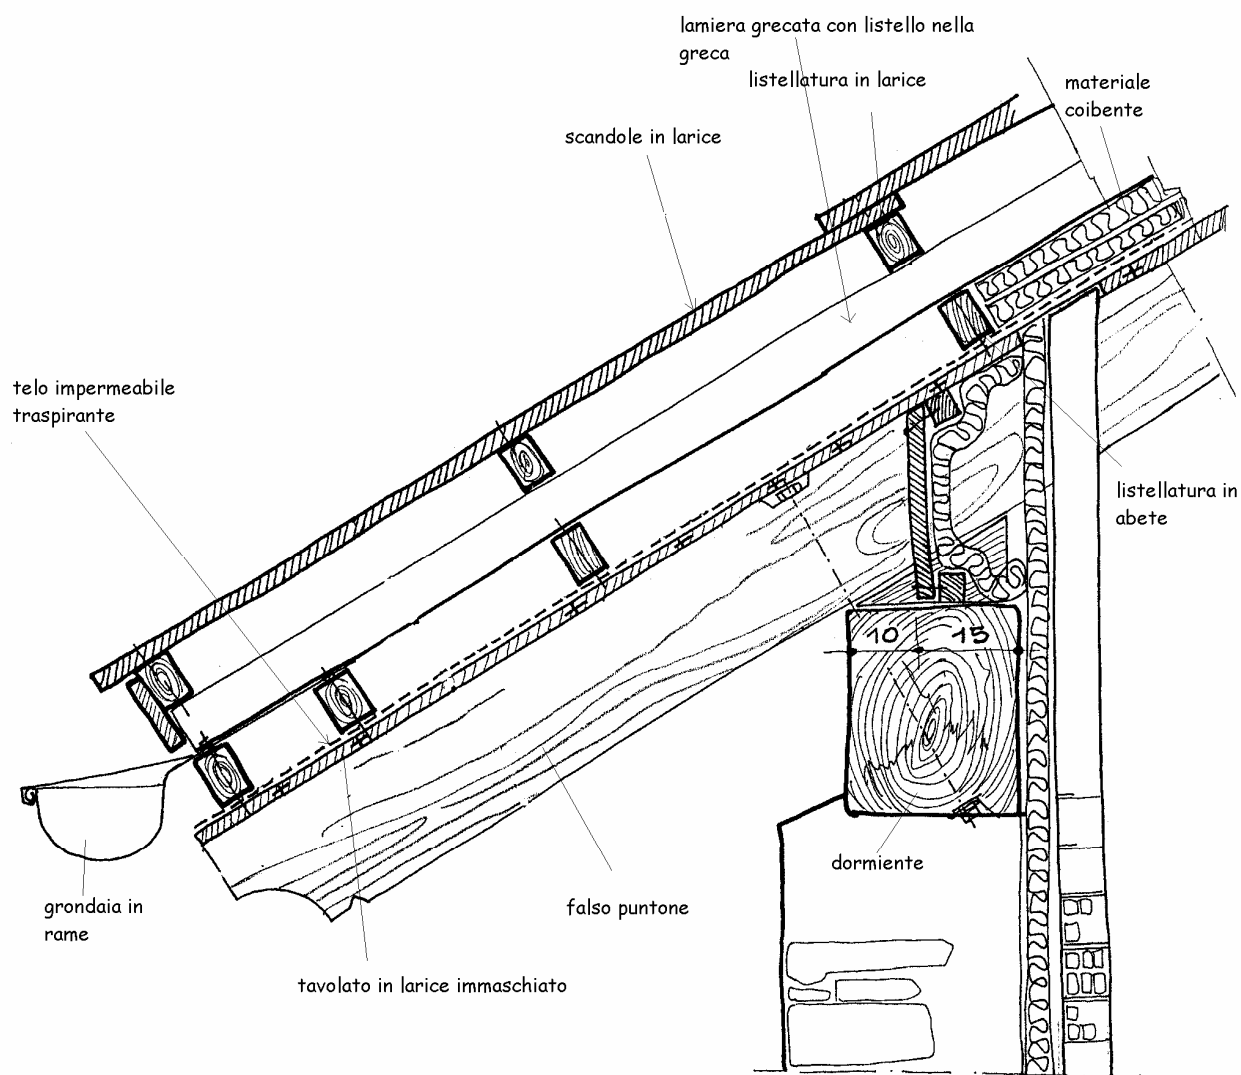 lamiera grecata con listello nella
greca
listellatura in larice
materiale
coibente
scandole in larice
telo impermeabile
traspirante
listellatura in
abete
10
15
dormiente
grondaia in
rame
falso puntone
tavolato in larice immaschiato